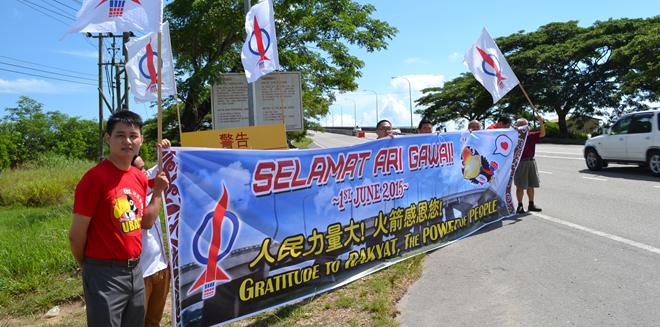 警告
SELAMAT ARI GAWAI!
~1ST JUNE 2015~
人民力量大! 火箭感恩您!
GRATITUDE TO RAKYAT, THE POWER OF PEOPLE
UBAH